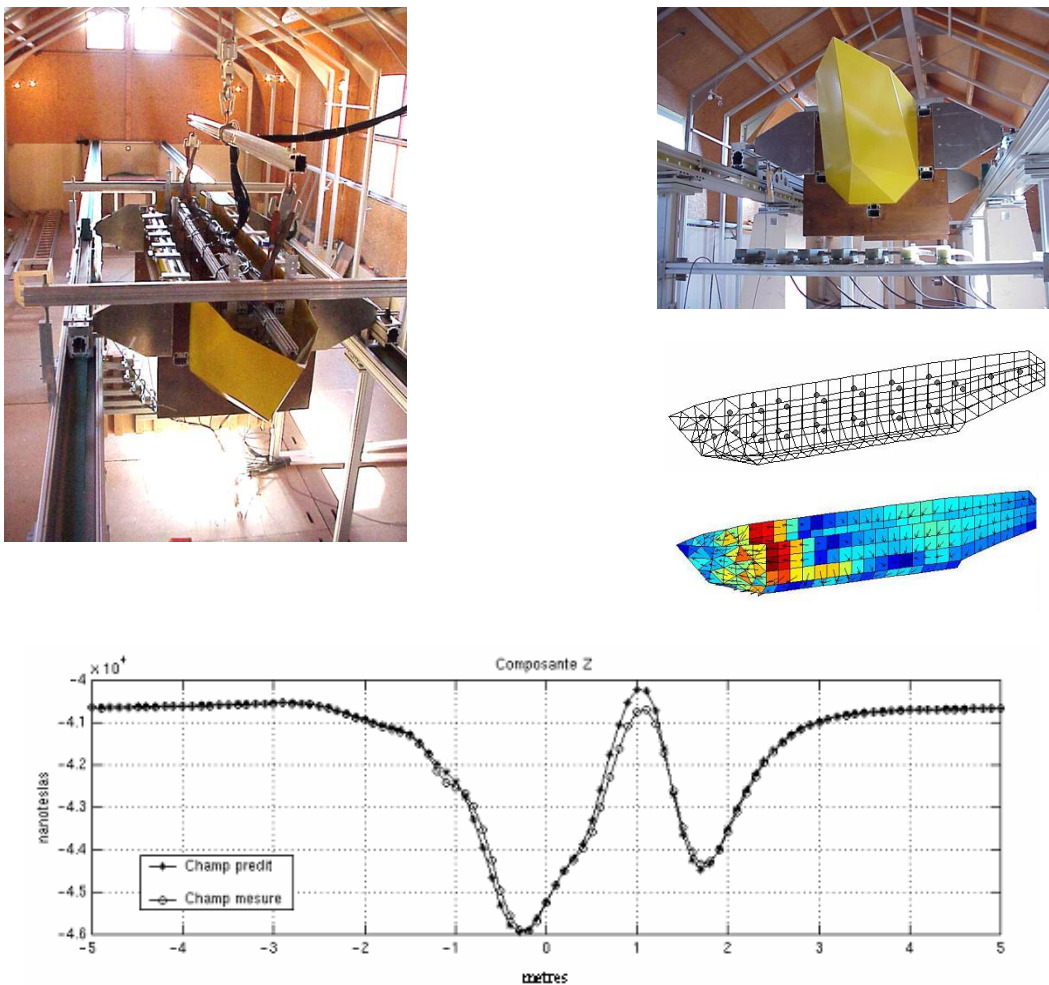 ×10⁴
Composante Z
-4
-4.1
-4.2
-4.3
-4.4
-4.5
-4.6
nanoteslas
Champ predit
Champ mesure
-5 -4 -3 -2 -1 0 1 2 3 4 5
metres